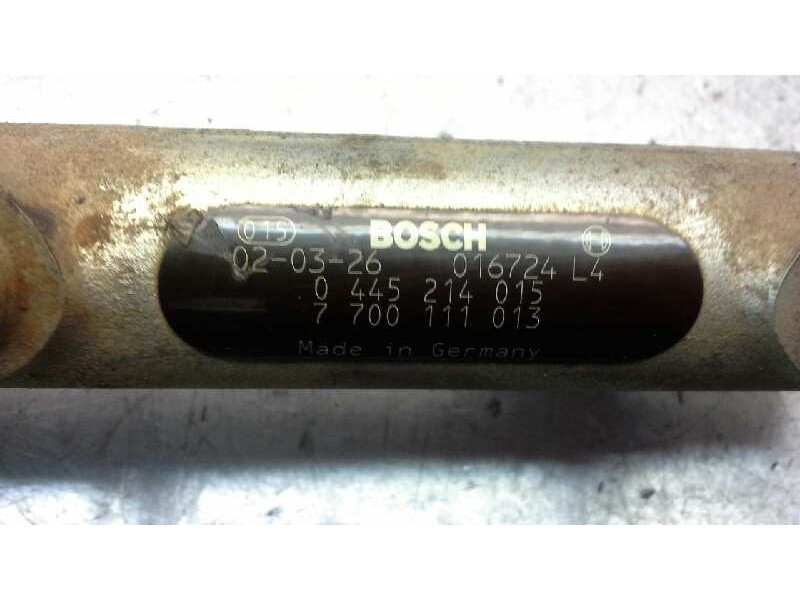 015 BOSCH
02-03-26 016724 L4
0 445 214 015
7 700 111 013
Made in Germany